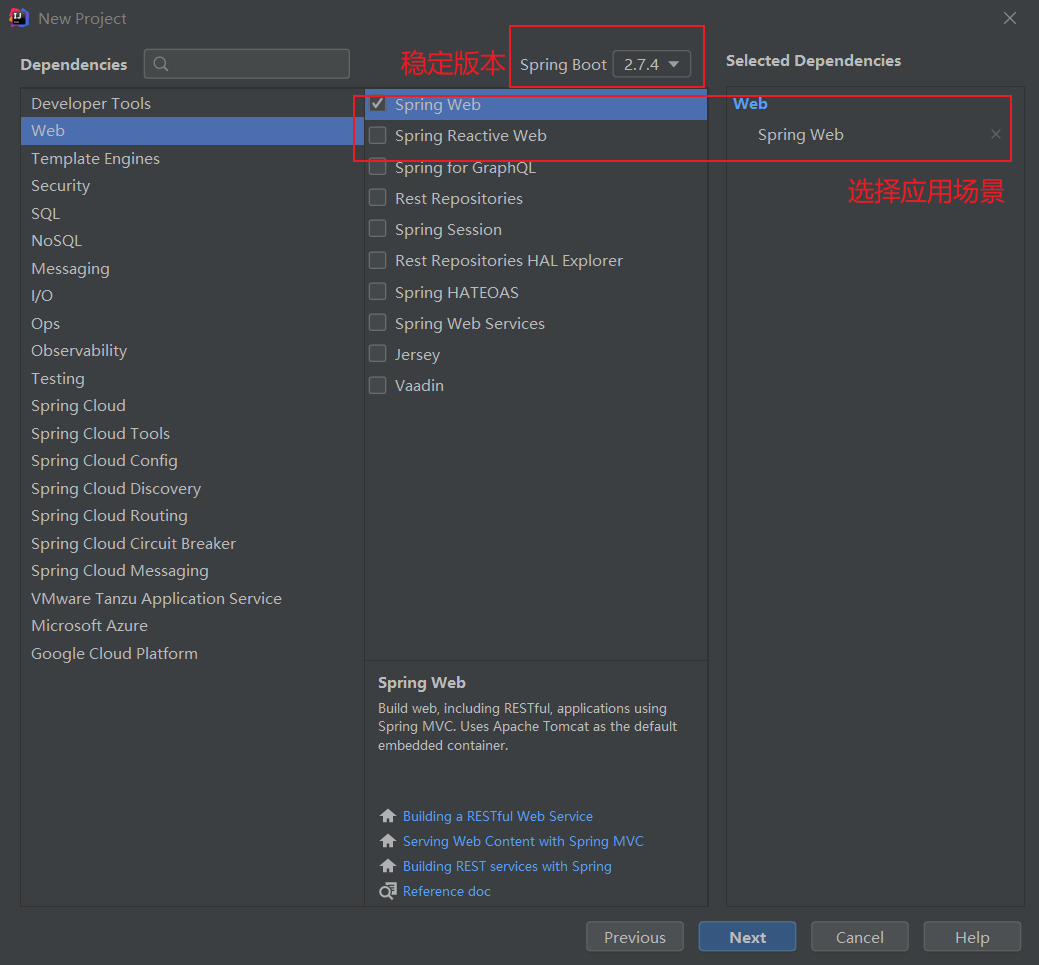 New Project
Dependencies
稳定版本
Spring Boot 2.7.4
Selected Dependencies
Developer Tools
Web
Template Engines
Security
SQL
NoSQL
Messaging
I/O
Ops
Observability
Testing
Spring Cloud
Spring Cloud Tools
Spring Cloud Config
Spring Cloud Discovery
Spring Cloud Routing
Spring Cloud Circuit Breaker
Spring Cloud Messaging
VMware Tanzu Application Service
Microsoft Azure
Google Cloud Platform
Spring Web
Spring Reactive Web
Spring for GraphQL
Rest Repositories
Spring Session
Rest Repositories HAL Explorer
Spring HATEOAS
Spring Web Services
Jersey
Vaadin
Web
Spring Web
选择应用场景
Spring Web
Build web, including RESTful, applications using
Spring MVC. Uses Apache Tomcat as the default
embedded container.
Building a RESTful Web Service
Serving Web Content with Spring MVC
Building REST services with Spring
Reference doc
Previous
Next
Cancel
Help